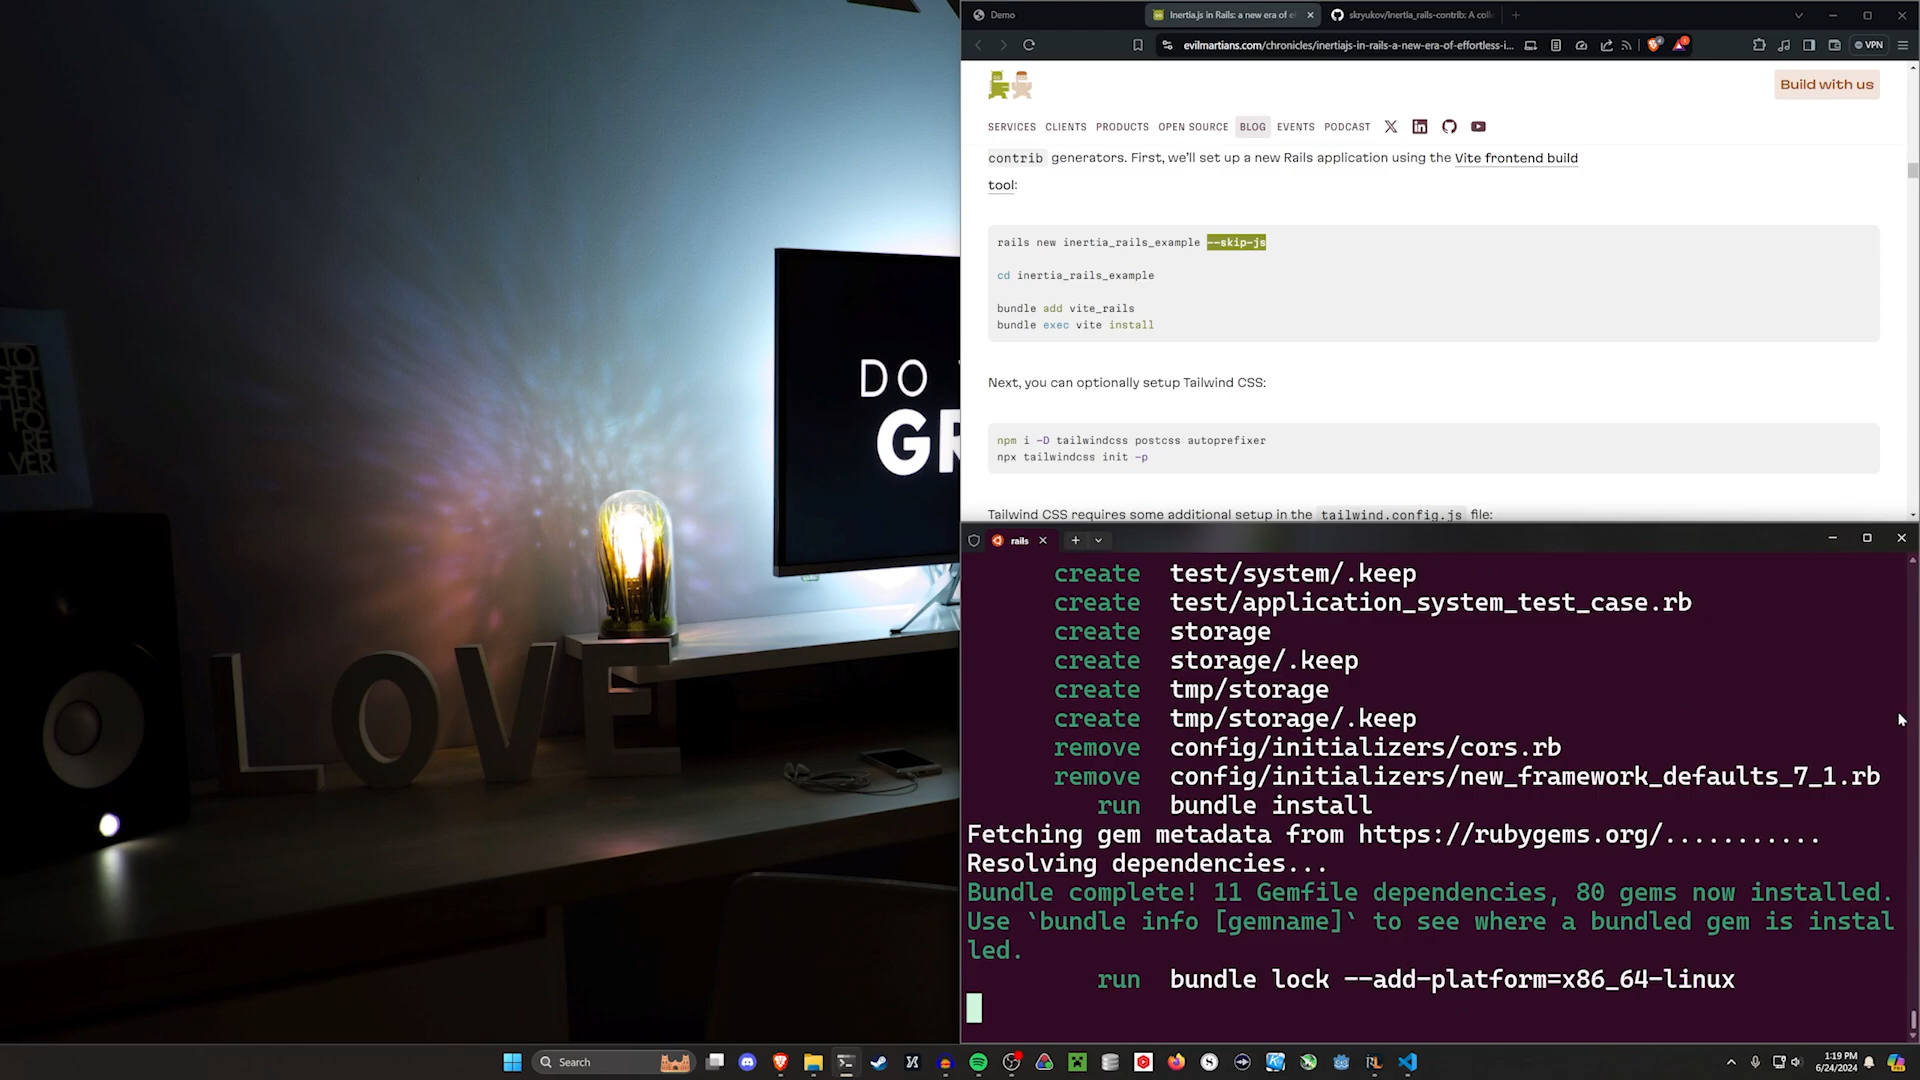 TO
GET
HER
FO
RE
VER
LOVE
DO
GR
Demo
Inertia.js in Rails: a new era of ef
skryukov/inertia_rails-contrib: A coll
evilmartians.com/chronicles/inertiajs-in-rails-a-new-era-of-effortless-i...
VPN
Build with us
SERVICES CLIENTS PRODUCTS OPEN SOURCE BLOG EVENTS PODCAST
contrib generators. First, we'll set up a new Rails application using the Vite frontend build
tool:
rails new inertia_rails_example --skip-js
cd inertia_rails_example
bundle add vite_rails
bundle exec vite install
Next, you can optionally setup Tailwind CSS:
npm i -D tailwindcss postcss autoprefixer
npx tailwindcss init -p
Tailwind CSS requires some additional setup in the tailwind.config.js file:
rails
create test/system/.keep
create test/application_system_test_case.rb
create storage
create storage/.keep
create tmp/storage
create tmp/storage/.keep
remove config/initializers/cors.rb
remove config/initializers/new_framework_defaults_7_1.rb
run bundle install
Fetching gem metadata from https://rubygems.org/...........
Resolving dependencies...
Bundle complete! 11 Gemfile dependencies, 80 gems now installed.
Use `bundle info [gemname]` to see where a bundled gem is instal
led.
run bundle lock --add-platform=x86_64-linux
Search
1:19 PM
6/24/2024